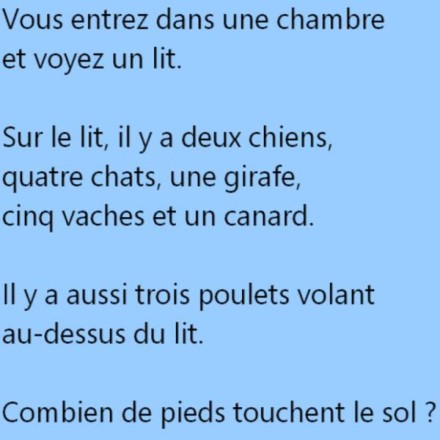 Vous entrez dans une chambre
et voyez un lit.
Sur le lit, il y a deux chiens,
quatre chats, une girafe,
cinq vaches et un canard.
Il y a aussi trois poulets volant
au-dessus du lit.
Combien de pieds touchent le sol ?